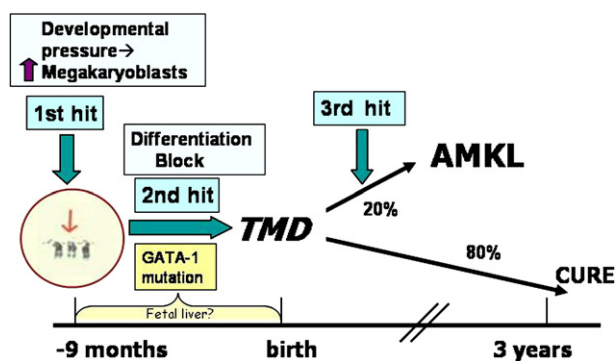 Developmental
pressure→
Megakaryoblasts
1st hit
Differentiation
Block
2nd hit
GATA-1
mutation
TMD
3rd hit
AMKL
20%
80%
CURE
Fetal liver?
-9 months
birth
3 years